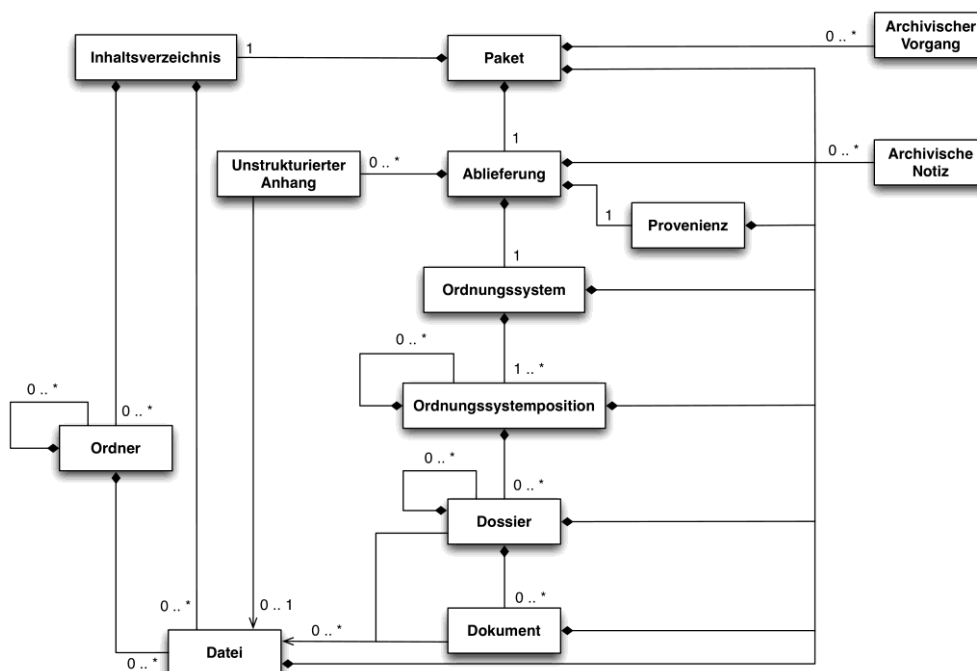 Archivischer
Vorgang
0 .. *
Inhaltsverzeichnis
1
Paket
1
0 .. *
Archivische
Notiz
Unstrukturierter
Anhang
0 .. *
Ablieferung
1
Provenienz
1
Ordnungssystem
0 .. *
1 .. *
Ordnungssystemposition
0 .. *
0 .. *
Ordner
0 .. *
0 .. *
Dossier
0 .. *
0 .. 1
0 .. *
0 .. *
Dokument
0 .. *
Datei